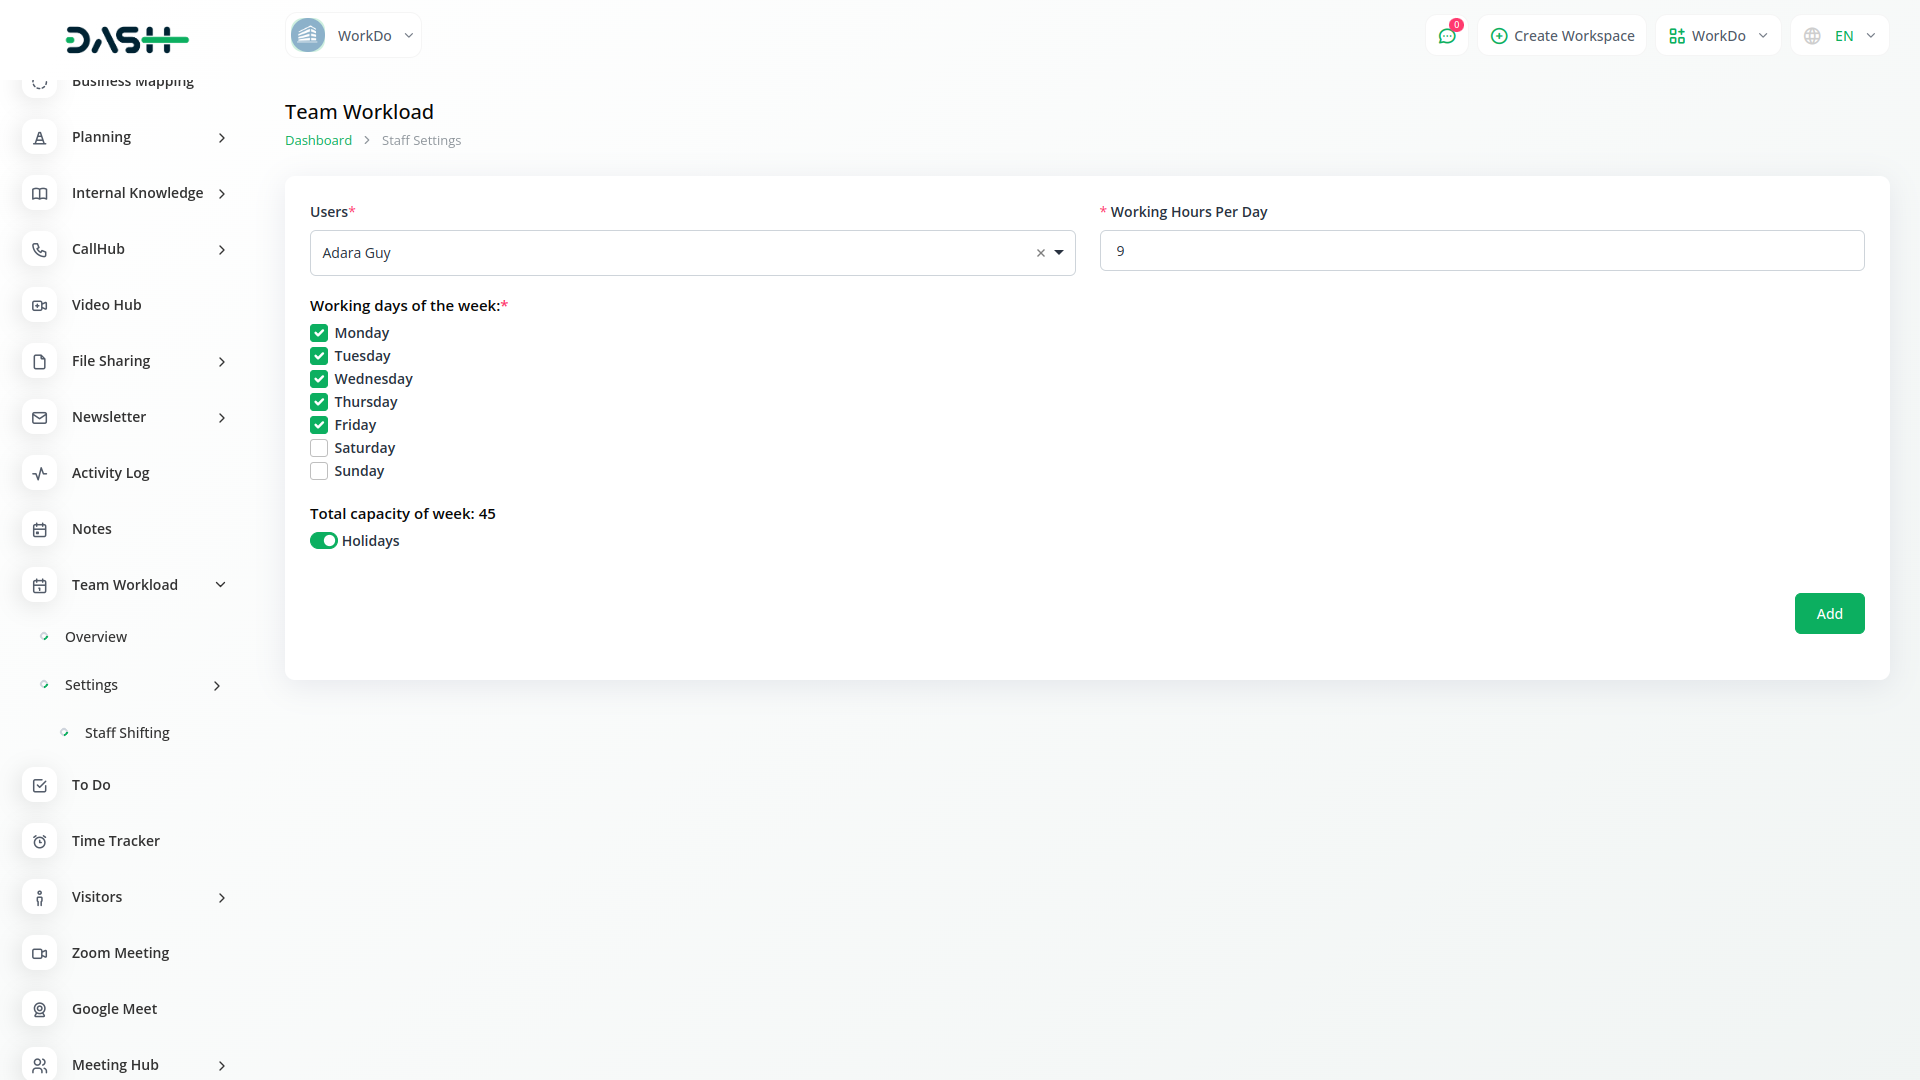 DASH
WorkDo
0
Create Workspace
WorkDo
EN
Business Mapping
Planning
Internal Knowledge
CallHub
Video Hub
File Sharing
Newsletter
Activity Log
Notes
Team Workload
Overview
Settings
Staff Shifting
To Do
Time Tracker
Visitors
Zoom Meeting
Google Meet
Meeting Hub
Team Workload
Dashboard > Staff Settings
Users*
Adara Guy
* Working Hours Per Day
9
Working days of the week:*
Monday
Tuesday
Wednesday
Thursday
Friday
Saturday
Sunday
Total capacity of week: 45
Holidays
Add